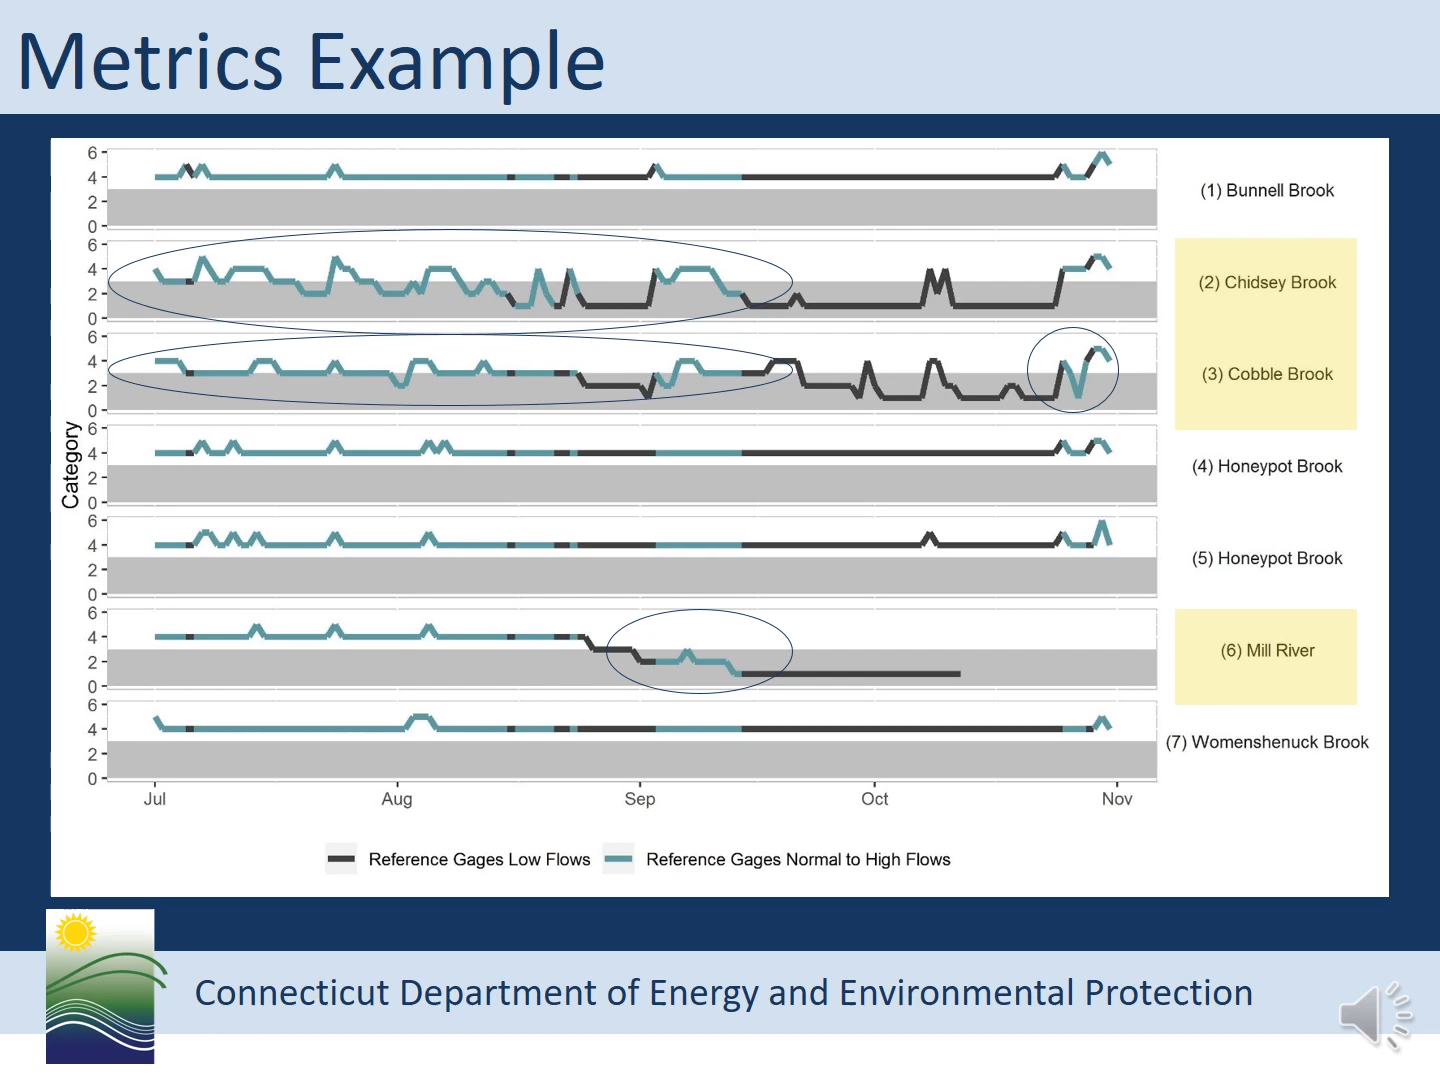 Metrics Example
6
4
2
0
(1) Bunnell Brook
6
4
2
0
(2) Chidsey Brook
6
4
2
0
(3) Cobble Brook
Category
6
4
2
0
(4) Honeypot Brook
6
4
2
0
(5) Honeypot Brook
6
4
2
0
(6) Mill River
6
4
2
0
(7) Womenshenuck Brook
Jul Aug Sep Oct Nov
Reference Gages Low Flows Reference Gages Normal to High Flows
Connecticut Department of Energy and Environmental Protection